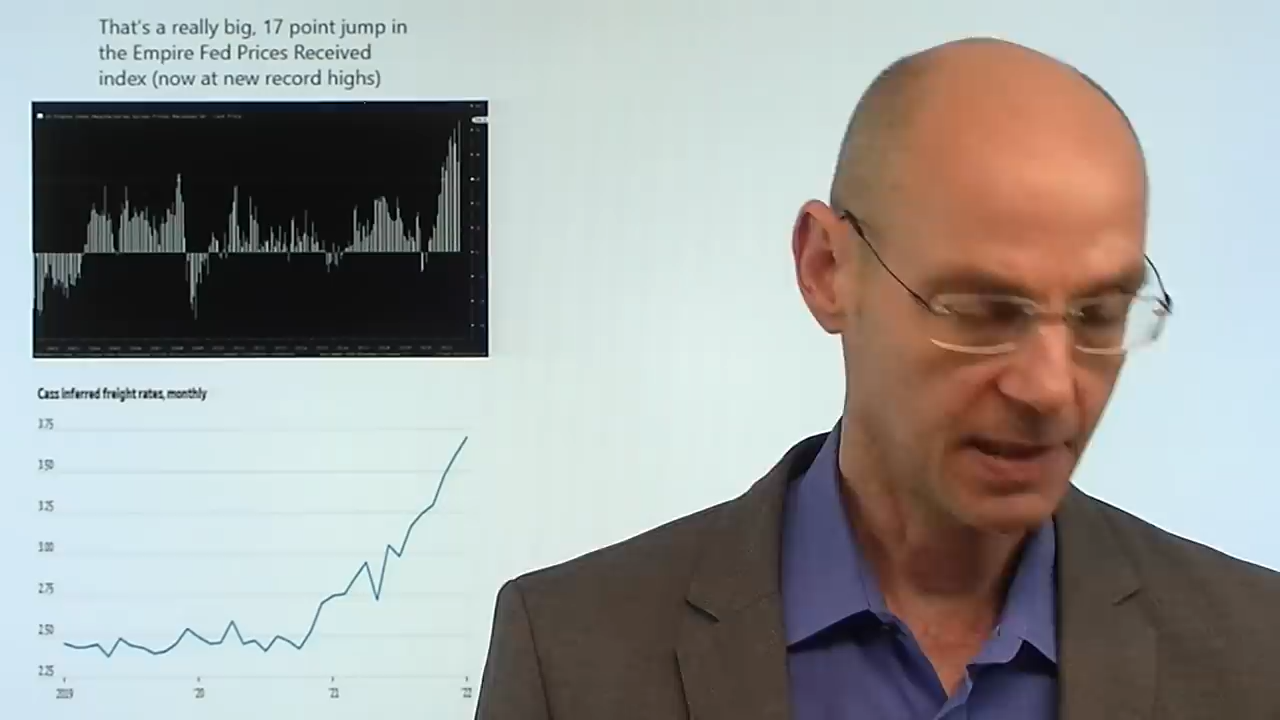 That's a really big, 17 point jump in
the Empire Fed Prices Received
index (now at new record highs)
Cass Inferred freight rates, monthly
3.75
3.50
3.25
3.00
2.75
2.50
2.25
2019
'20
'21
'22